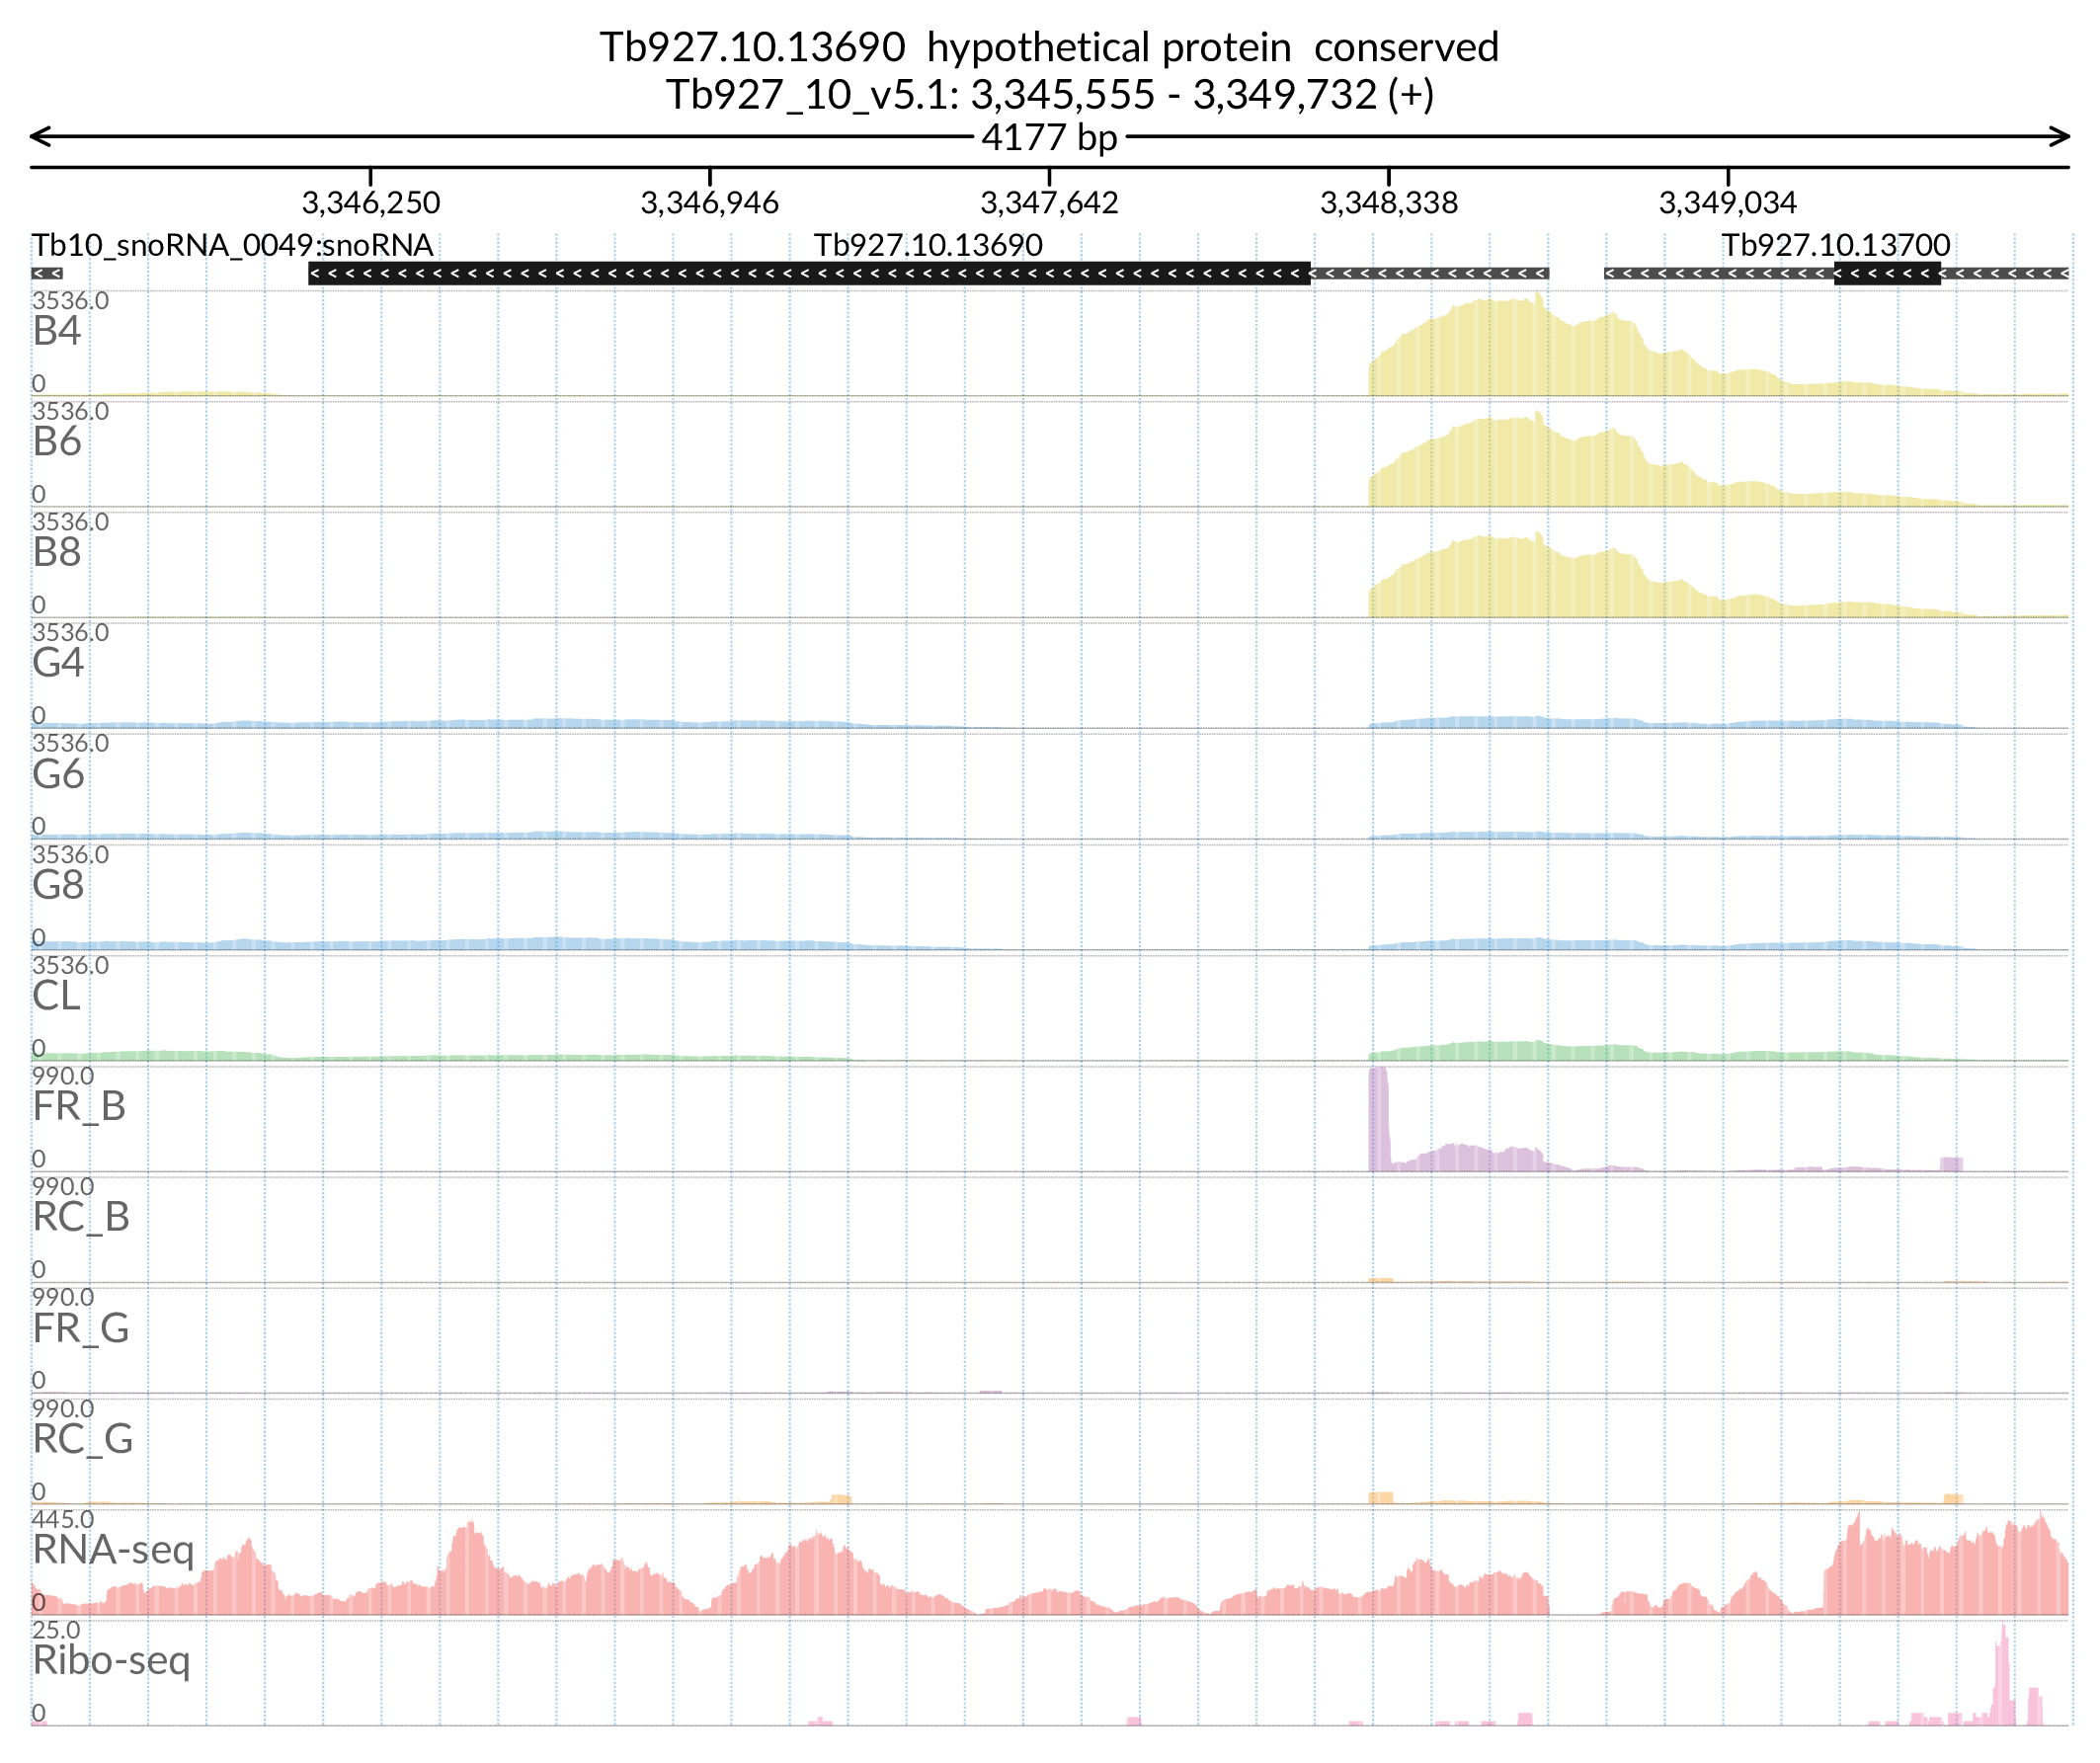 Tb927.10.13690 hypothetical protein conserved
Tb927_10_v5.1: 3,345,555 - 3,349,732 (+)
4177 bp
3,346,250 3,346,946 3,347,642 3,348,338 3,349,034
Tb10_snoRNA_0049:snoRNA Tb927.10.13690 Tb927.10.13700
3536.0
B4
0
3536.0
B6
0
3536.0
B8
0
3536.0
G4
0
3536.0
G6
0
3536.0
G8
0
3536.0
CL
0
990.0
FR_B
0
990.0
RC_B
0
990.0
FR_G
0
990.0
RC_G
0
445.0
RNA-seq
0
25.0
Ribo-seq
0